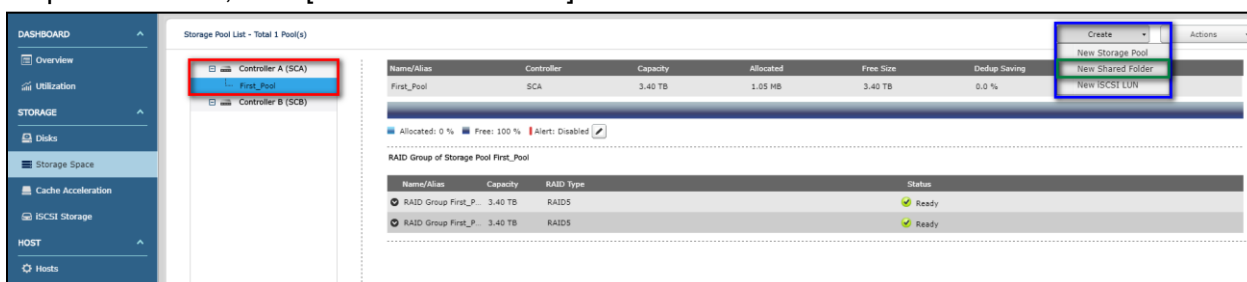 DASHBOARD
Overview
Utilization
STORAGE
Disks
Storage Space
Cache Acceleration
iSCSI Storage
HOST
Hosts
Storage Pool List - Total 1 Pool(s)
Create
Actions
New Storage Pool
New Shared Folder
New iSCSI LUN
Controller A (SCA)
First_Pool
Controller B (SCB)
Name/Alias Controller Capacity Allocated Free Size Dedup Saving
First_Pool SCA 3.40 TB 1.05 MB 3.40 TB 0.0 %
Allocated: 0 % Free: 100 % Alert: Disabled
RAID Group of Storage Pool First_Pool
Name/Alias Capacity RAID Type Status
RAID Group First_P... 3.40 TB RAID5 Ready
RAID Group First_P... 3.40 TB RAID5 Ready